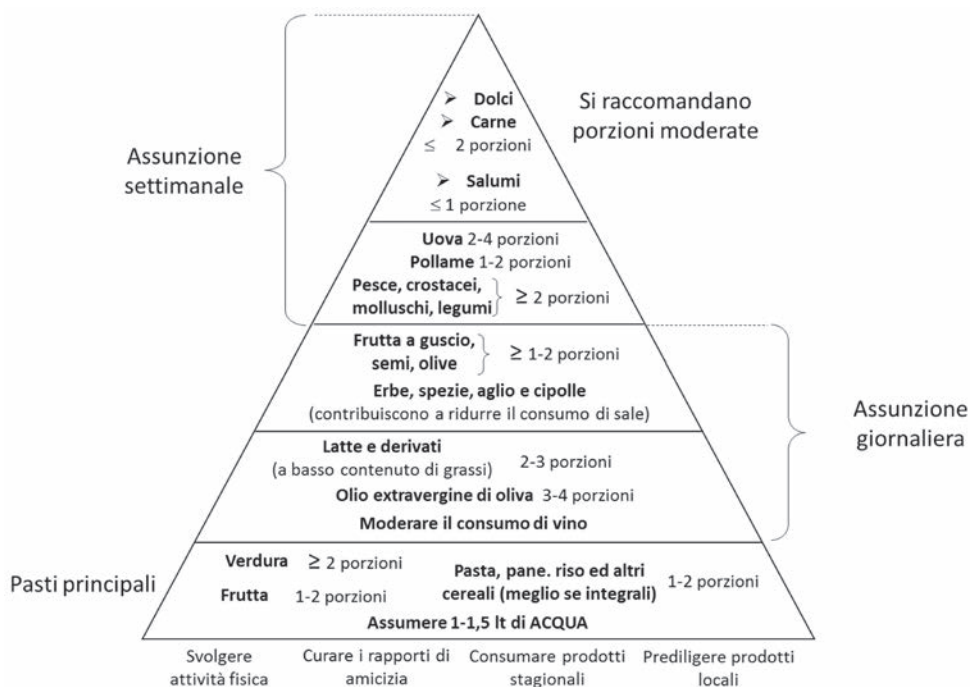 Assunzione
settimanale
➤ Dolci
➤ Carne
≤ 2 porzioni
➤ Salumi
≤ 1 porzione
Si raccomandano
porzioni moderate
Uova 2-4 porzioni
Pollame 1-2 porzioni
Pesce, crostacei,
molluschi, legumi
≥ 2 porzioni
Frutta a guscio,
semi, olive
≥ 1-2 porzioni
Erbe, spezie, aglio e cipolle
(contribuiscono a ridurre il consumo di sale)
Assunzione
giornaliera
Latte e derivati
(a basso contenuto di grassi)
2-3 porzioni
Olio extravergine di oliva 3-4 porzioni
Moderare il consumo di vino
Pasti principali
Verdura ≥ 2 porzioni
Frutta 1-2 porzioni
Pasta, pane. riso ed altri
cereali (meglio se integrali)
1-2 porzioni
Assumere 1-1,5 lt di ACQUA
Svolgere
attività fisica
Curare i rapporti di
amicizia
Consumare prodotti
stagionali
Prediligere prodotti
locali